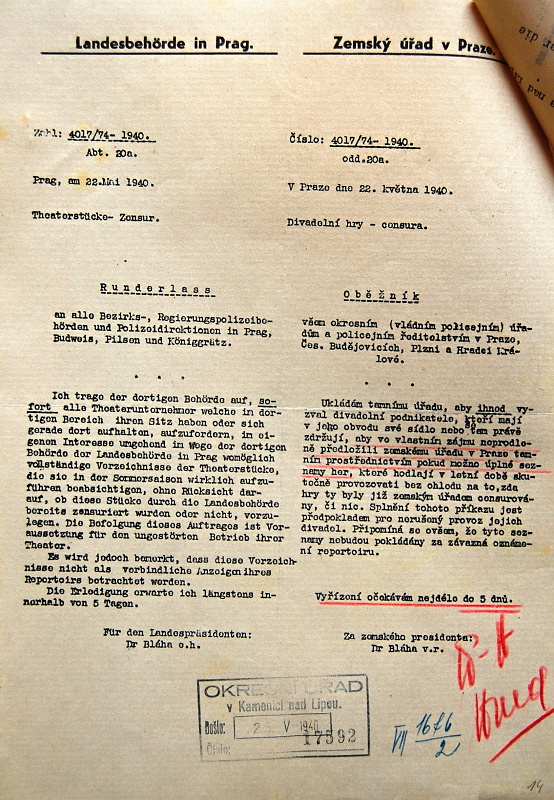 Landesbehörde in Prag.
Zahl: 4017/74- 1940.
Abt. 20a.
Prag, am 22.Mai 1940.
Theaterstücke- Zensur.
Runderlass
an alle Bezirks-, Regierungspolizeibe-
hörden und Polizeidirektionen in Prag,
Budweis, Pilsen und Königgrätz.
. . .
Ich trage der dortigen Behörde auf, so-
fort alle Theaterunternehmer welche in dor-
tigen Bereich ihren Sitz haben oder sich
gerade dort aufhalten, aufzufordern, in ei-
genen Interesse umgehend in Wege der dortigen
Behörde der Landesbehörde in Prag womöglich
vollständige Vorzeichnisse der Theaterstücke,
die sie in der Sommersaison wirklich aufzu-
führen beabsichtigen, ohne Rücksicht dar-
auf, ob diese Stücke durch die Landesbehörde
bereits zensuriert wurden oder nicht, vorzu-
legen. Die Befolgung dieses Auftrages ist Vor-
aussetzung für den ungestörten Betrieb ihrer
Theater.
Es wird jedoch bemerkt, dass diese Vorzeich-
nisse nicht als verbindliche Anzeigen ihres
Repertoirs betrachtet werden.
Die Erledigung erwarte ich längstens in-
nerhalb von 5 Tagen.
Für den Landespräsidenten:
Dr Bláha e.h.
Zemský úřad v Praze.
Číslo: 4017/74- 1940.
odd.20a.
V Praze dne 22. května 1940.
Divadelní hry - censura.
Oběžník
všem okresním (vládním policejním) úřa-
dům a policejním ředitelstvím v Praze,
Čes. Budějovicích, Plzni a Hradci Krá-
lové.
. . .
Ukládám tamnímu úřadu, aby ihned vy-
zval divadelní podnikatele, kteří mají
v jeho obvodu své sídlo nebo se tam právě
zdržují, aby ve vlastním zájmu neprodle-
ně předložili zemskému úřadu v Praze tam-
ním prostřednictvím pokud možno úplné sez-
namy her, které hodlají v letní době sku-
tečně provozovati bez ohledu na to, zda
hry ty byly již zemským úřadem censurová-
ny, či nic. Splnění tohoto příkazu jest
předpokladem pro nerušený provoz jejich
divadel. Připomíná se ovšem, že tyto sez-
namy nebudou pokládány za závazná oznáme-
ní repertoiru.
Vyřízení očekávám nejdéle do 5 dnů.
Za zemského presidenta:
Dr Bláha v.r.
OKRESNÍ ÚŘAD
v Kamenici nad Lipou.
Došlo: 25 V 1940
Číslo: 17592
VII 1676/2
14